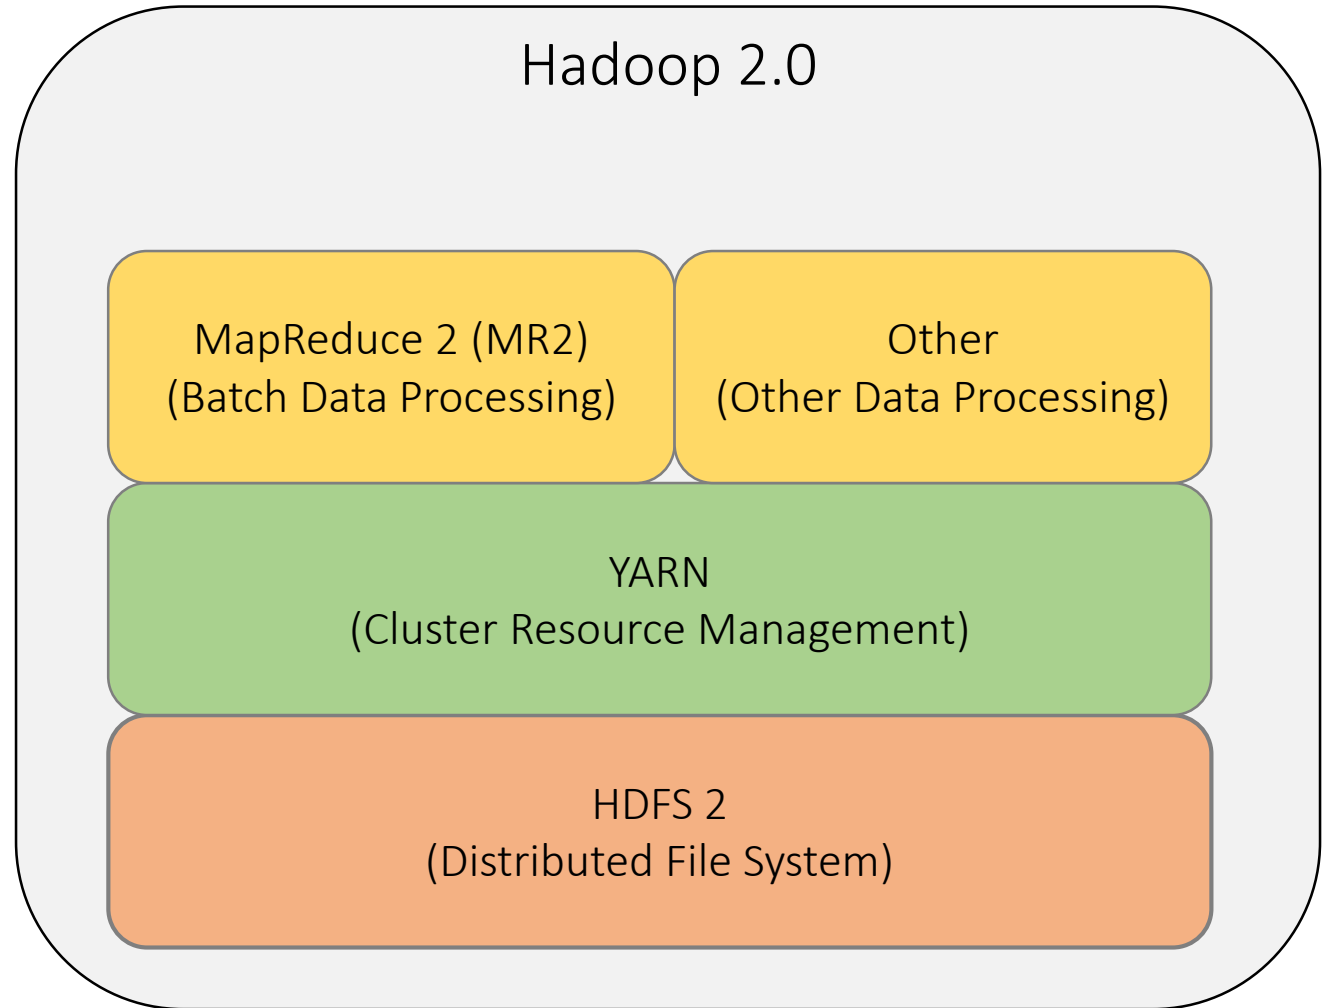 Hadoop 2.0
MapReduce 2 (MR2)
(Batch Data Processing)
Other
(Other Data Processing)
YARN
(Cluster Resource Management)
HDFS 2
(Distributed File System)